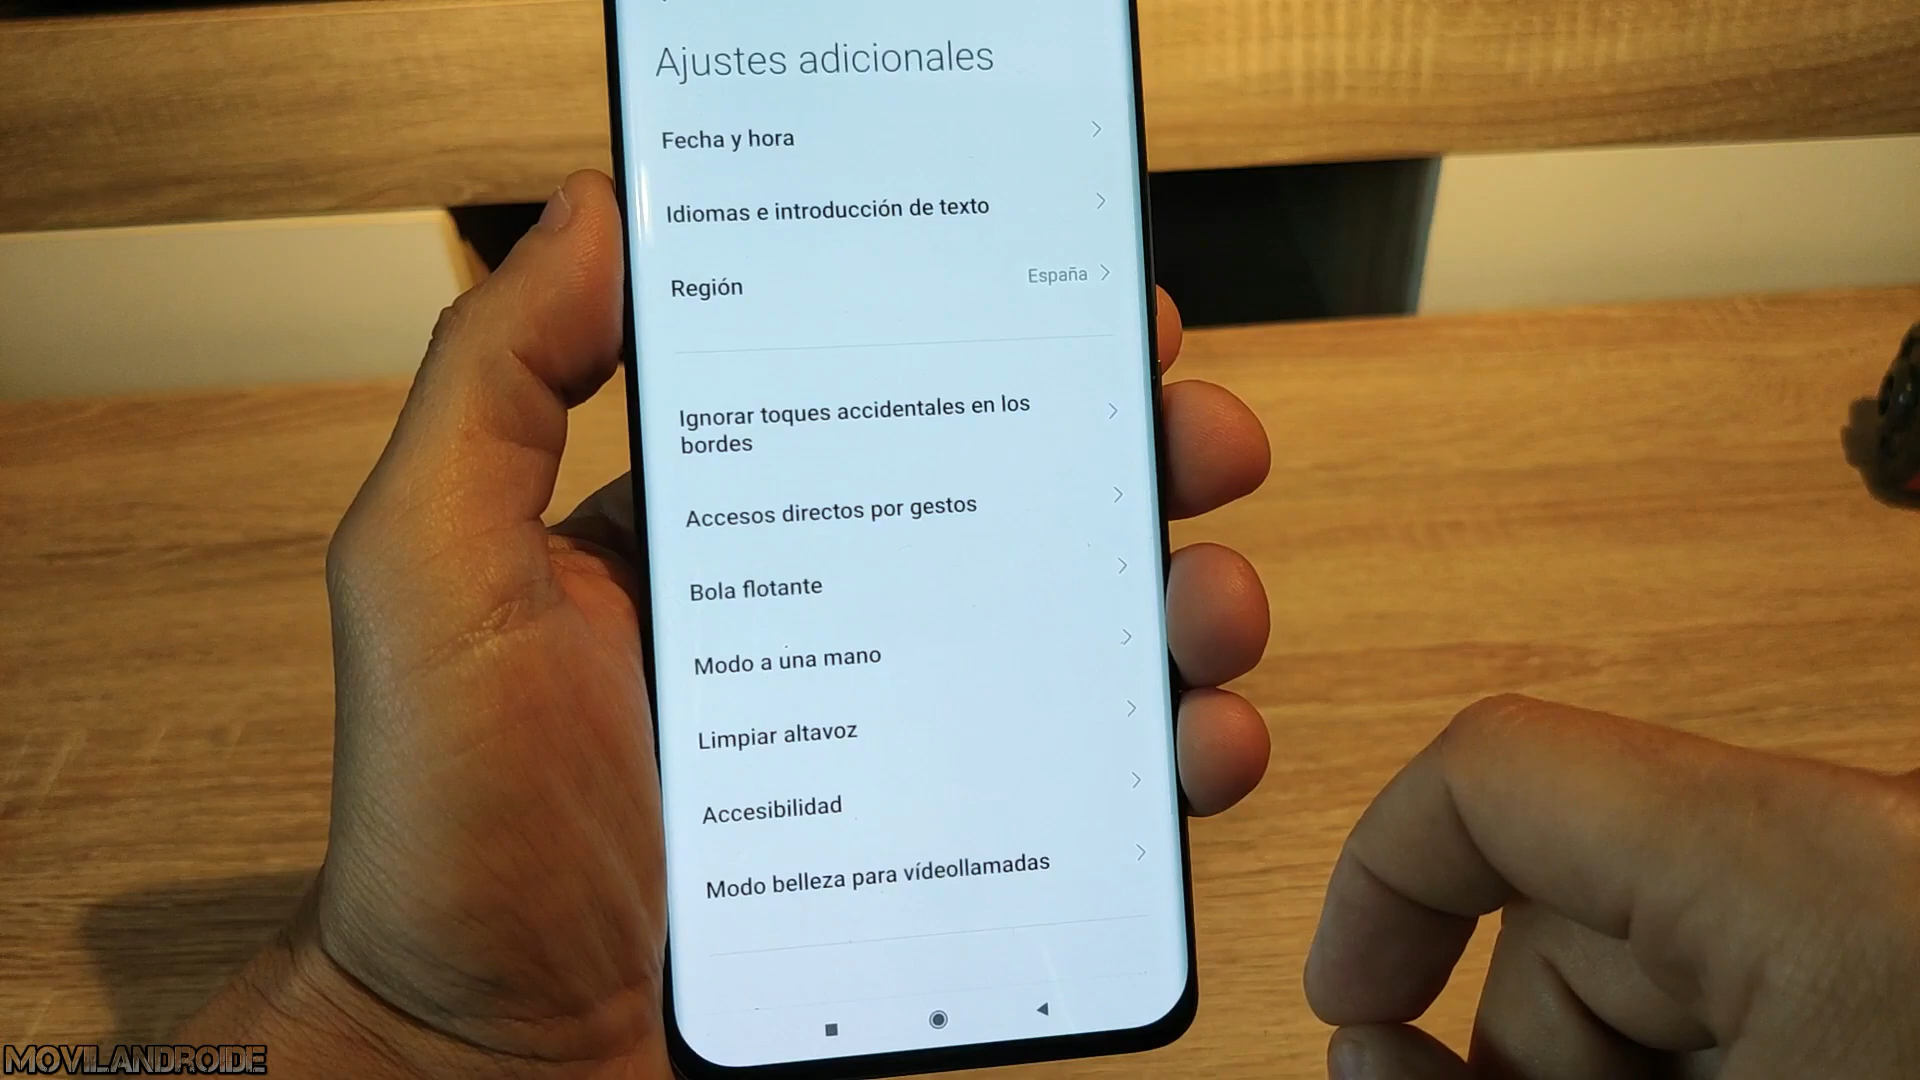 Ajustes adicionales
Fecha y hora
Idiomas e introducción de texto
Región
España
Ignorar toques accidentales en los
bordes
Accesos directos por gestos
Bola flotante
Modo a una mano
Limpiar altavoz
Accesibilidad
Modo belleza para vídeollamadas
MOVILANDROIDE